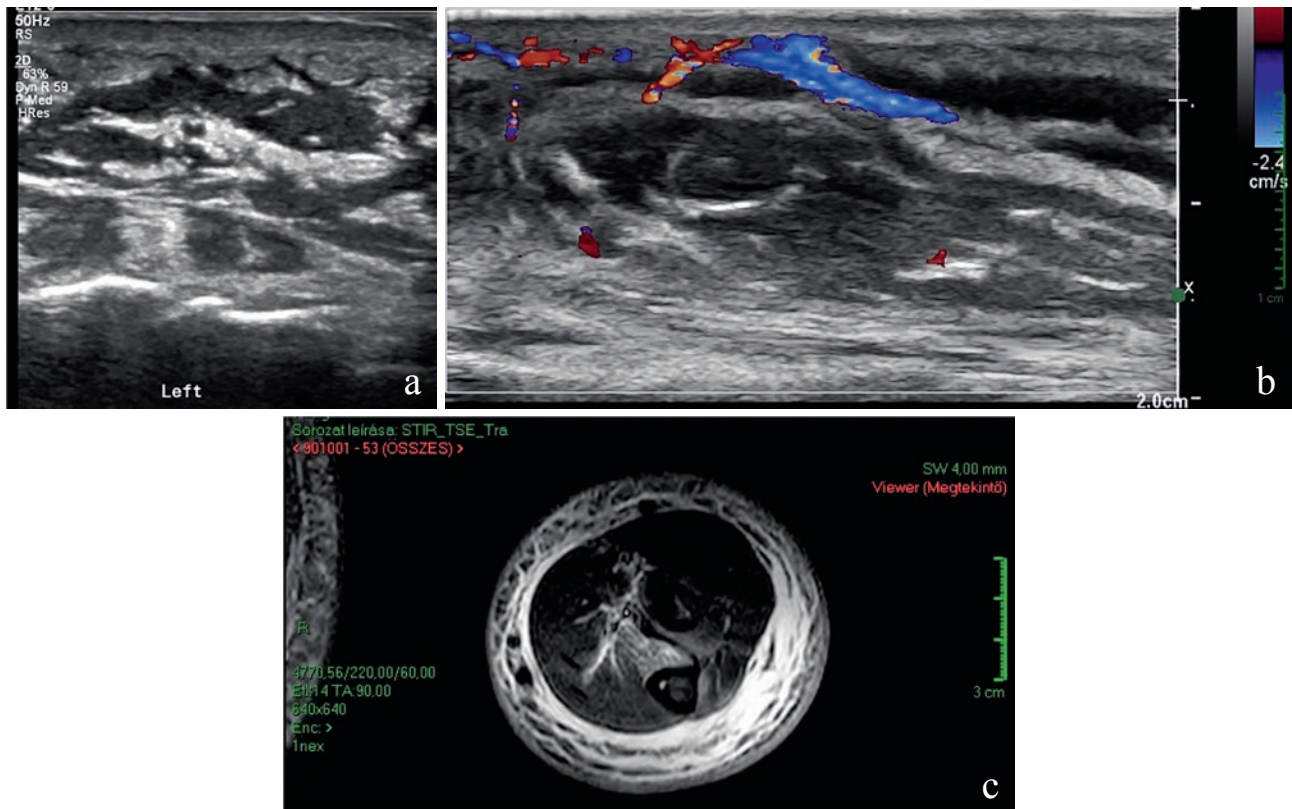 50Hz
RS
2D
63%
Dyn R 59
P Med
HRes
Left
a
-2.4
cm/s
x
1 cm
2.0cm
b
Sorozat leírása: STIR_TSE_Tra
< 901001 - 53 (ÖSSZES) >
SW 4,00 mm
Viewer (Megtekintő)
R
4770,56/220,00/60,00
TA:90,00
640x640
Enc: >
1nex
3 cm
c